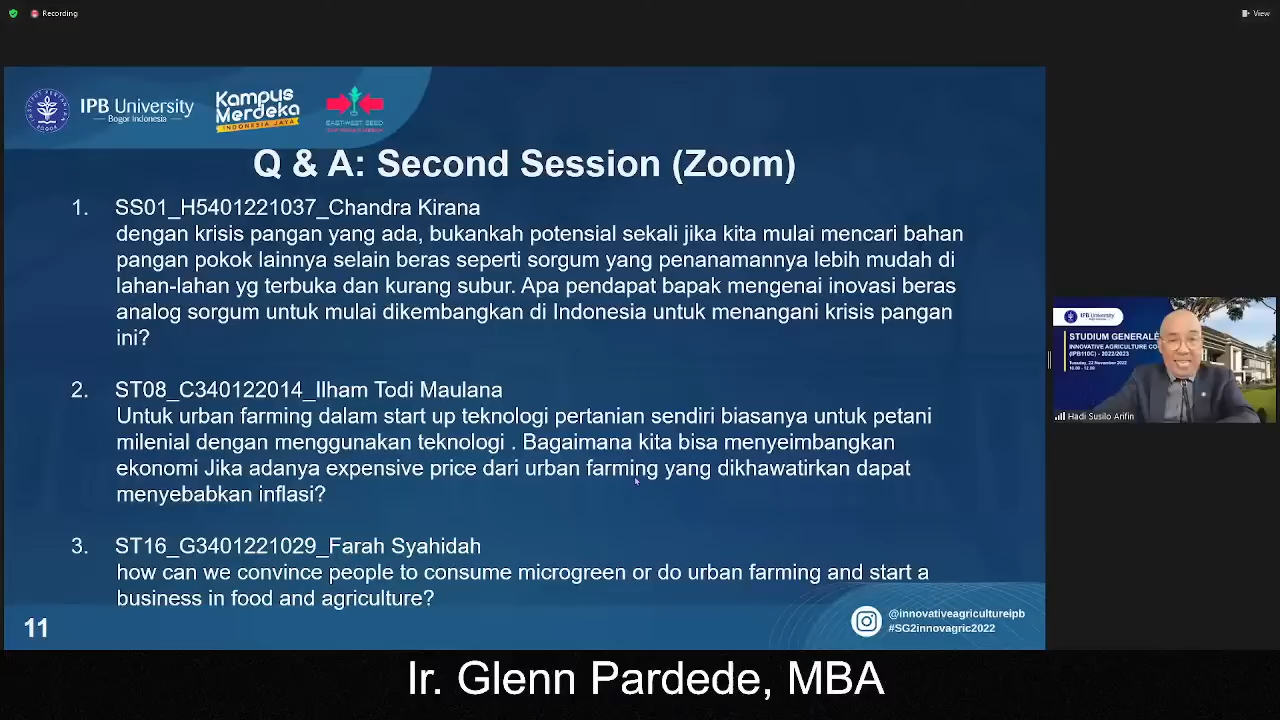 Recording
View
IPB University
Bogor Indonesia
Kampus
Merdeka
INDONESIA JAYA
EAST-WEST SEED
Q & A: Second Session (Zoom)
1. SS01_H5401221037_Chandra Kirana
dengan krisis pangan yang ada, bukankah potensial sekali jika kita mulai mencari bahan
pangan pokok lainnya selain beras seperti sorgum yang penanamannya lebih mudah di
lahan-lahan yg terbuka dan kurang subur. Apa pendapat bapak mengenai inovasi beras
analog sorgum untuk mulai dikembangkan di Indonesia untuk menangani krisis pangan
ini?
2. ST08_C340122014_Ilham Todi Maulana
Untuk urban farming dalam start up teknologi pertanian sendiri biasanya untuk petani
milenial dengan menggunakan teknologi . Bagaimana kita bisa menyeimbangkan
ekonomi Jika adanya expensive price dari urban farming yang dikhawatirkan dapat
menyebabkan inflasi?
3. ST16_G3401221029_Farah Syahidah
how can we convince people to consume microgreen or do urban farming and start a
business in food and agriculture?
11
@innovativeagricultureipb
#SG2innovagric2022
IPB University
STUDIUM GENERALE
INNOVATIVE AGRICULTURE CO
(IPB110C) - 2022/2023
Tuesday, 22 November 2022
Hadi Susilo Arifin
Ir. Glenn Pardede, MBA